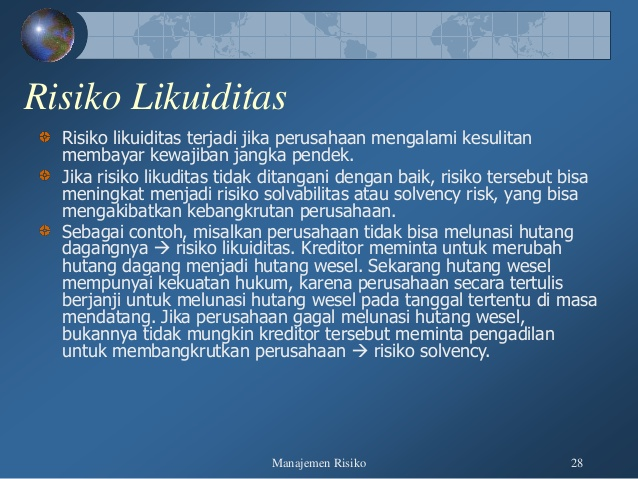 Risiko Likuiditas
Risiko likuiditas terjadi jika perusahaan mengalami kesulitan
membayar kewajiban jangka pendek.
Jika risiko likuditas tidak ditangani dengan baik, risiko tersebut bisa
meningkat menjadi risiko solvabilitas atau solvency risk, yang bisa
mengakibatkan kebangkrutan perusahaan.
Sebagai contoh, misalkan perusahaan tidak bisa melunasi hutang
dagangnya → risiko likuiditas. Kreditor meminta untuk merubah
hutang dagang menjadi hutang wesel. Sekarang hutang wesel
mempunyai kekuatan hukum, karena perusahaan secara tertulis
berjanji untuk melunasi hutang wesel pada tanggal tertentu di masa
mendatang. Jika perusahaan gagal melunasi hutang wesel,
bukannya tidak mungkin kreditor tersebut meminta pengadilan
untuk membangkrutkan perusahaan → risiko solvency.
Manajemen Risiko 28